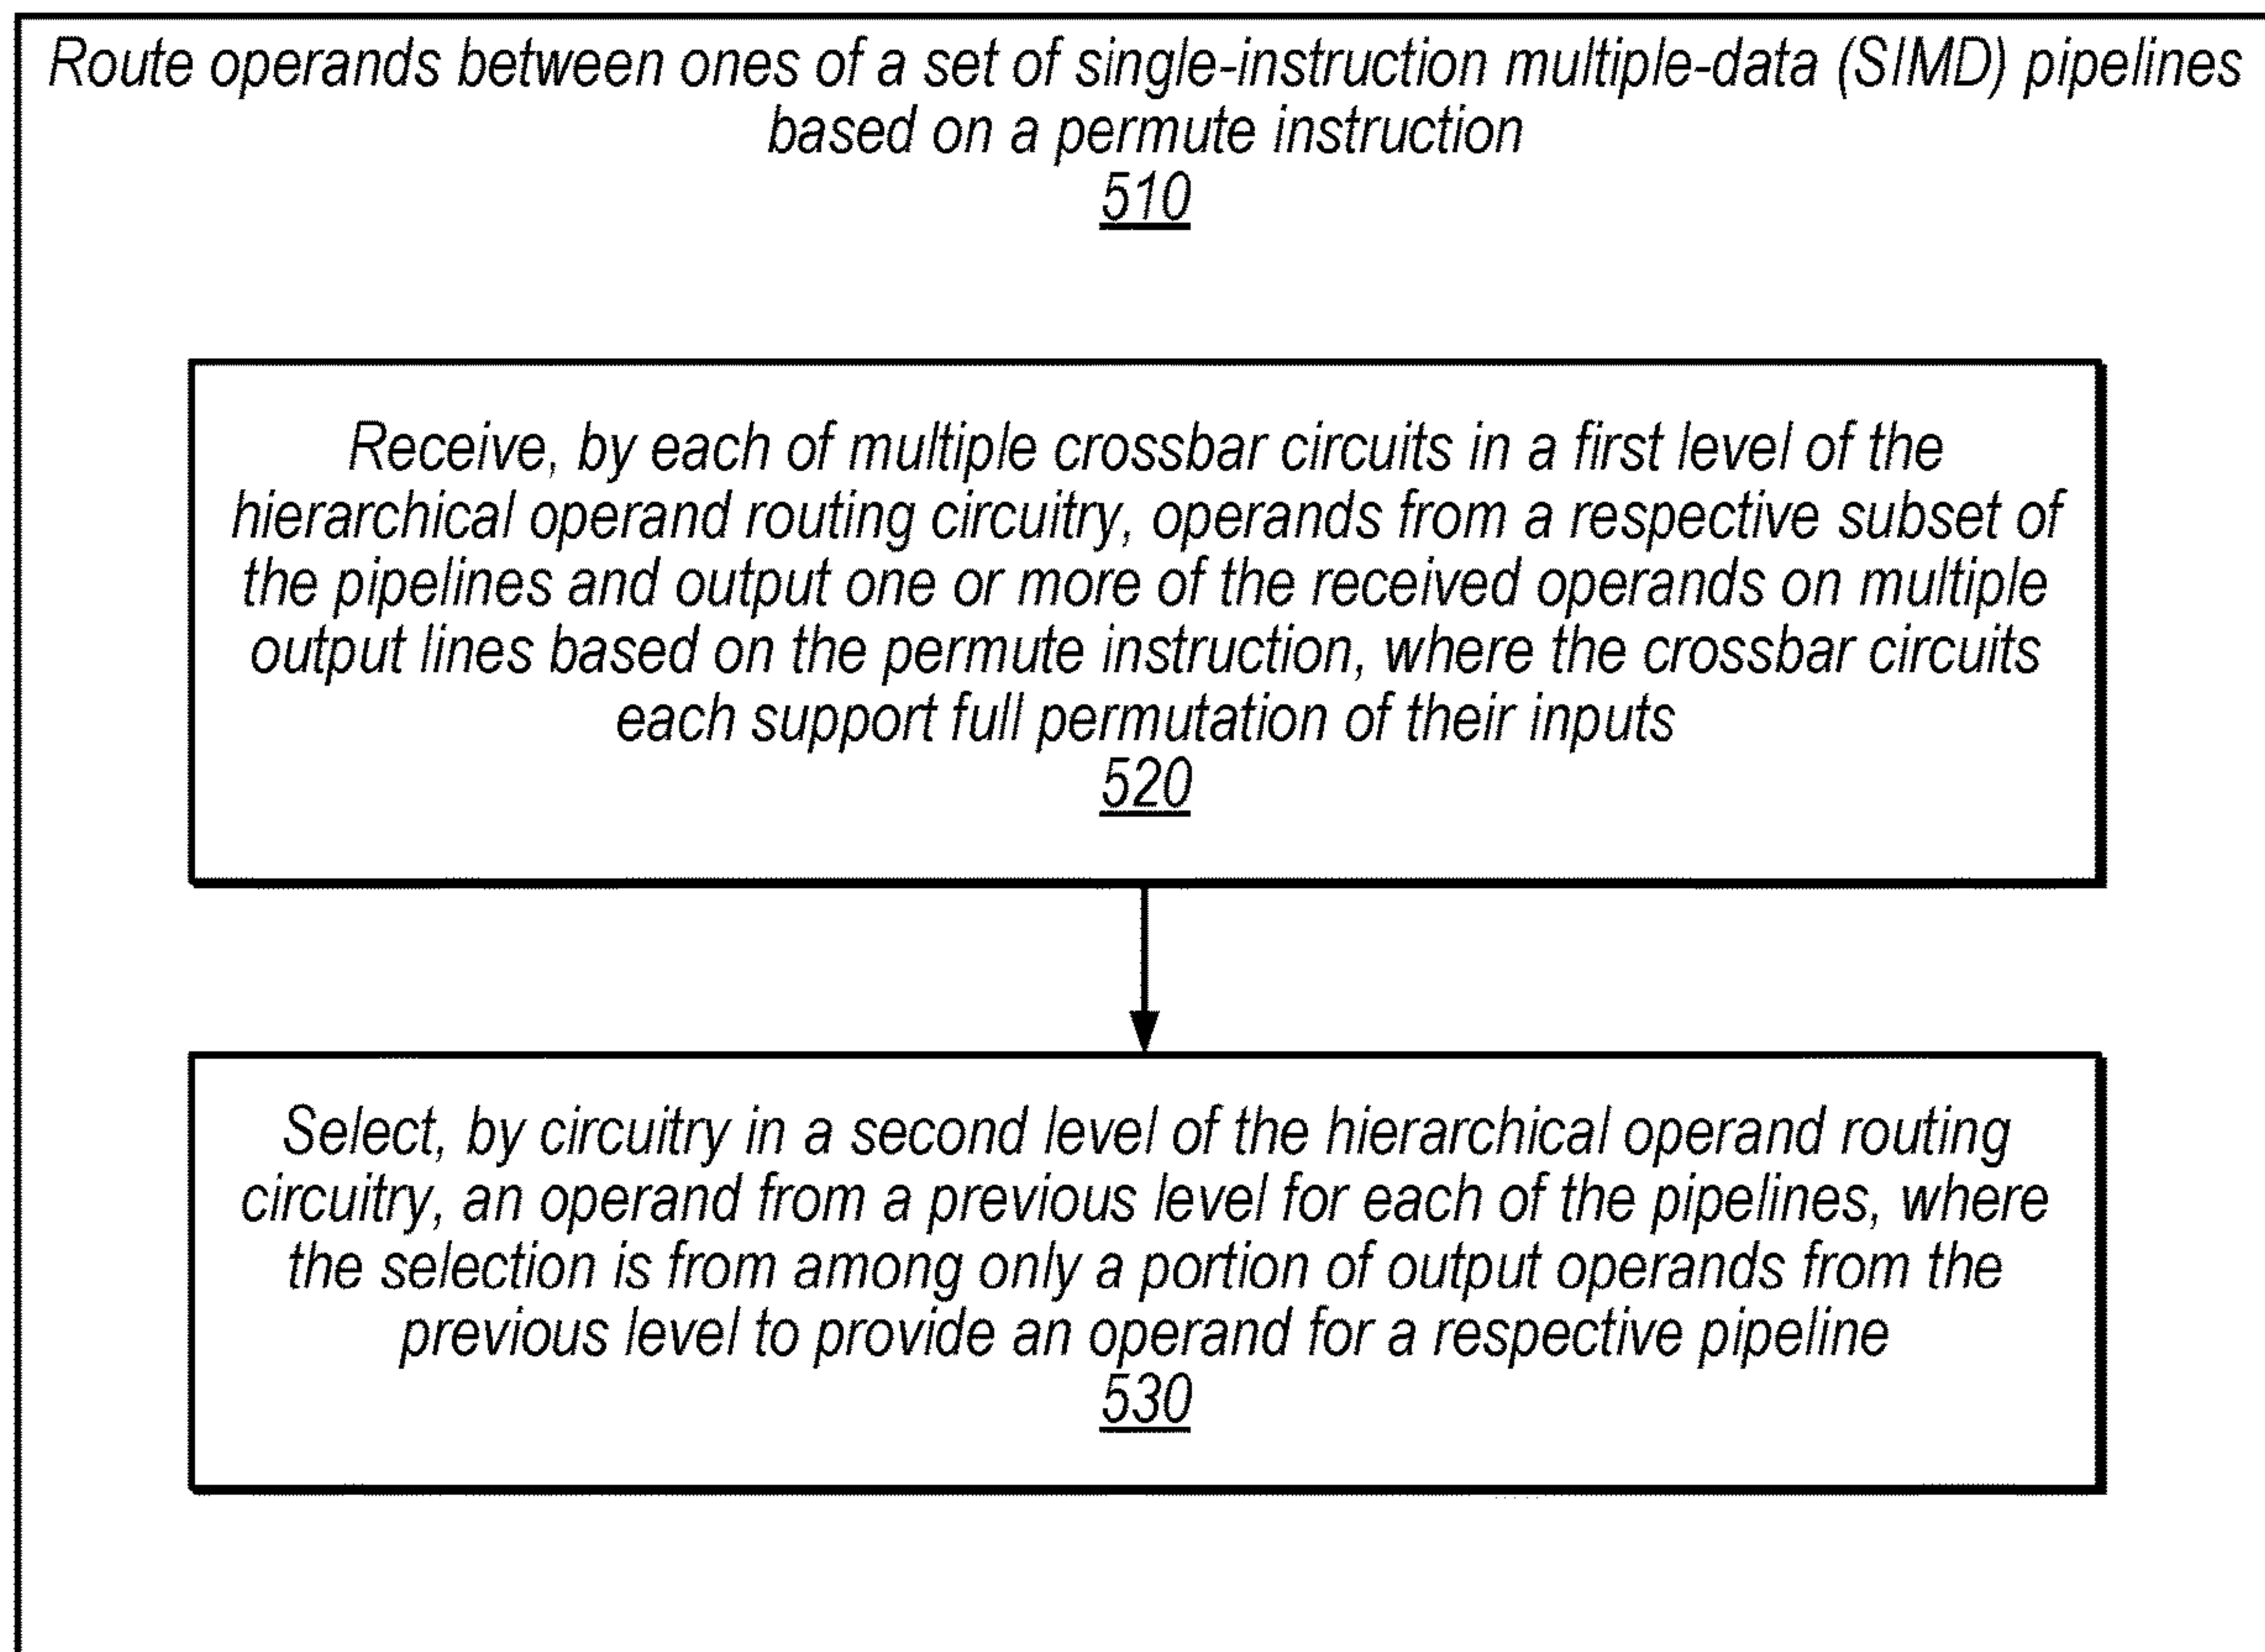 Route operands between ones of a set of single-instruction multiple-data (SIMD) pipelines
based on a permute instruction
510
Receive, by each of multiple crossbar circuits in a first level of the
hierarchical operand routing circuitry, operands from a respective subset of
the pipelines and output one or more of the received operands on multiple
output lines based on the permute instruction, where the crossbar circuits
each support full permutation of their inputs
520
Select, by circuitry in a second level of the hierarchical operand routing
circuitry, an operand from a previous level for each of the pipelines, where
the selection is from among only a portion of output operands from the
previous level to provide an operand for a respective pipeline
530